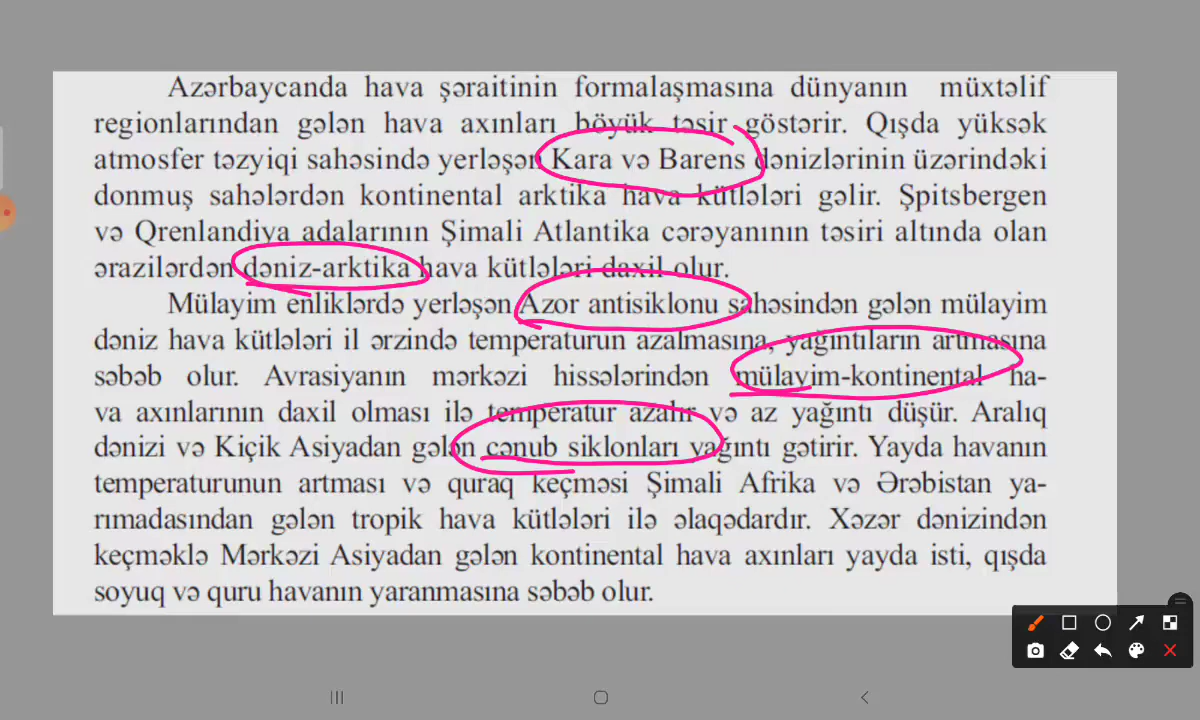 Azərbaycanda hava şəraitinin formalaşmasına dünyanın müxtəlif
regionlarından gələn hava axınları böyük təsir göstərir. Qışda yüksək
atmosfer təzyiqi sahəsində yerləşən Kara və Barens dənizlərinin üzərindəki
donmuş sahələrdən kontinental arktika hava kütlələri gəlir. Şpitsbergen
və Qrenlandiya adalarının Şimali Atlantika cərəyanının təsiri altında olan
ərazilərdən dəniz-arktika hava kütlələri daxil olur.
Mülayim enliklərdə yerləşən Azor antisiklonu sahəsindən gələn mülayim
dəniz hava kütlələri il ərzində temperaturun azalmasına, yağıntıların artmasına
səbəb olur. Avrasiyanın mərkəzi hissələrindən mülayim-kontinental ha-
va axınlarının daxil olması ilə temperatur azalır və az yağıntı düşür. Aralıq
dənizi və Kiçik Asiyadan gələn cənub siklonları yağıntı gətirir. Yayda havanın
temperaturunun artması və quraq keçməsi Şimali Afrika və Ərəbistan ya-
rımadasından gələn tropik hava kütlələri ilə əlaqədardır. Xəzər dənizindən
keçməklə Mərkəzi Asiyadan gələn kontinental hava axınları yayda isti, qışda
soyuq və quru havanın yaranmasına səbəb olur.